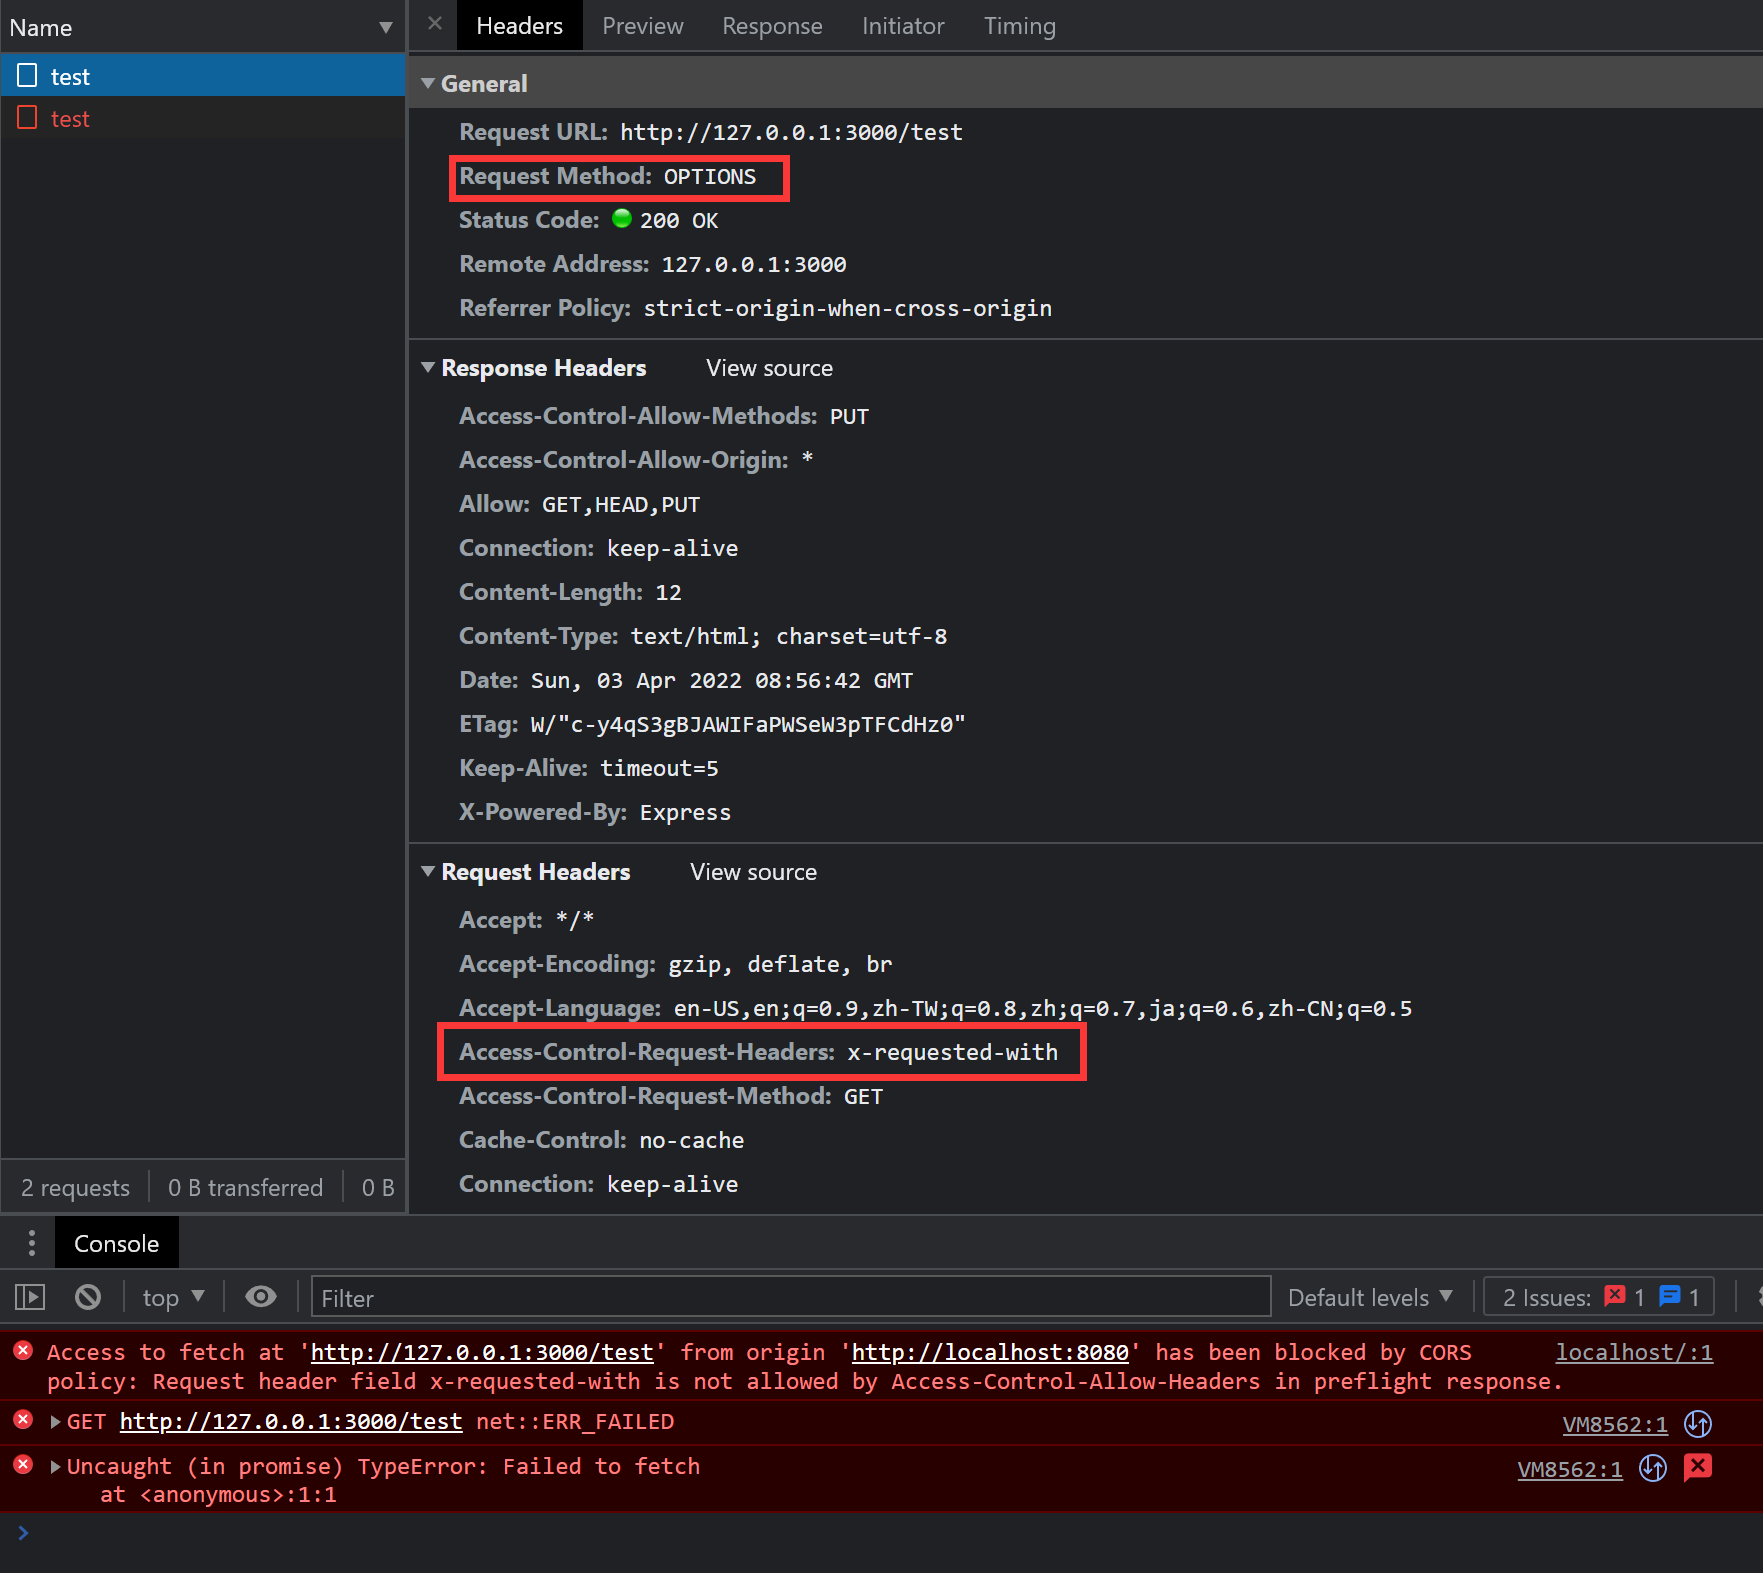 Name
test
test
2 requests
0 B transferred
0 B
Headers
Preview
Response
Initiator
Timing
General
Request URL: http://127.0.0.1:3000/test
Request Method: OPTIONS
Status Code: 200 OK
Remote Address: 127.0.0.1:3000
Referrer Policy: strict-origin-when-cross-origin
Response Headers View source
Access-Control-Allow-Methods: PUT
Access-Control-Allow-Origin: *
Allow: GET,HEAD,PUT
Connection: keep-alive
Content-Length: 12
Content-Type: text/html; charset=utf-8
Date: Sun, 03 Apr 2022 08:56:42 GMT
ETag: W/"c-y4qS3gBJAWIFaPWSeW3pTFCdHz0"
Keep-Alive: timeout=5
X-Powered-By: Express
Request Headers View source
Accept: */*
Accept-Encoding: gzip, deflate, br
Accept-Language: en-US,en;q=0.9,zh-TW;q=0.8,zh;q=0.7,ja;q=0.6,zh-CN;q=0.5
Access-Control-Request-Headers: x-requested-with
Access-Control-Request-Method: GET
Cache-Control: no-cache
Connection: keep-alive
Console
top
Filter
Default levels
2 Issues: 1 1
Access to fetch at 'http://127.0.0.1:3000/test' from origin 'http://localhost:8080' has been blocked by CORS localhost/:1
policy: Request header field x-requested-with is not allowed by Access-Control-Allow-Headers in preflight response.
GET http://127.0.0.1:3000/test net::ERR_FAILED VM8562:1
Uncaught (in promise) TypeError: Failed to fetch VM8562:1
at <anonymous>:1:1